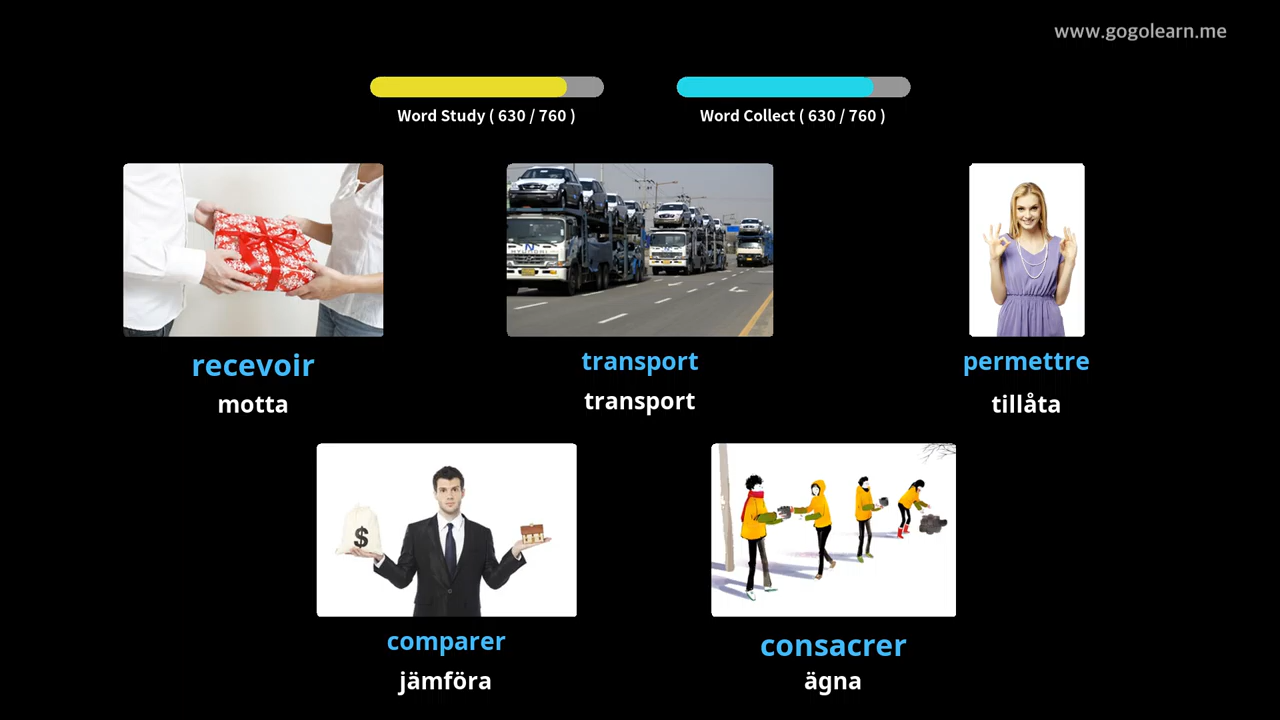 www.gogolearn.me
Word Study ( 630 / 760 )
Word Collect ( 630 / 760 )
recevoir
motta
transport
transport
permettre
tillåta
$
comparer
jämföra
consacrer
ägna